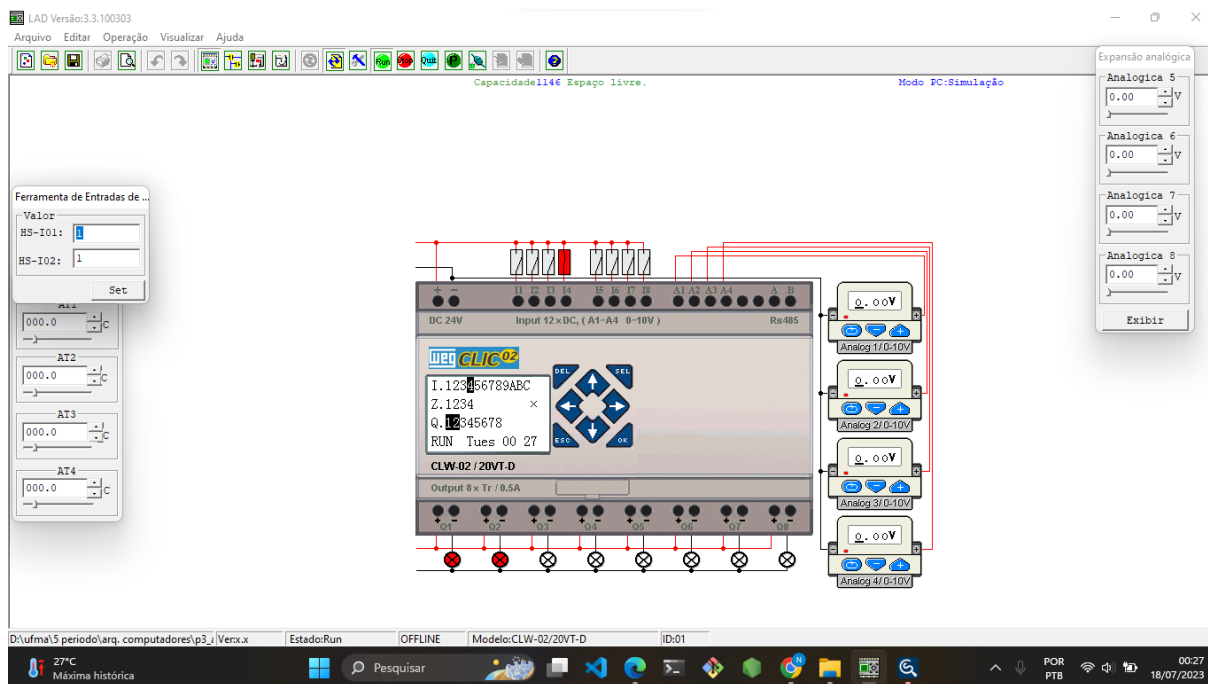 LAD Versão:3.3.100303
Arquivo Editar Operação Visualizar Ajuda
Run Stop Quit P
Capacidade1146 Espaço livre.
Modo PC:Simulação
Expansão analógica
Analogica 5
0.00 V
Analogica 6
0.00 V
Analogica 7
0.00 V
Analogica 8
0.00 V
Exibir
Ferramenta de Entradas de ...
Valor
HS-I01: 1
HS-I02: 1
Set
000.0 C
AT2
000.0 C
AT3
000.0 C
AT4
000.0 C
+ − I1 I2 I3 I4 I5 I6 I7 I8 A1 A2 A3 A4 A B
DC 24V Input 12×DC, ( A1~A4 0~10V ) Rs485
WEG CLIC 02
I.123456789ABC
Z.1234 ×
Q.12345678
RUN Tues 00 27
DEL SEL
ESC OK
CLW-02 / 20VT-D
Output 8 x Tr / 0.5A
+ − + − + − + − + − + − + − + −
Q1 Q2 Q3 Q4 Q5 Q6 Q7 Q8
0.00V
Analog 1/ 0-10V
0.00V
Analog 2/ 0-10V
0.00V
Analog 3/ 0-10V
0.00V
Analog 4/ 0-10V
D:\ufma\5 periodo\arq. computadores\p3_ Ver:x.x Estado:Run OFFLINE Modelo:CLW-02/20VT-D ID:01
27°C
Máxima histórica
Pesquisar
POR
PTB
00:27
18/07/2023